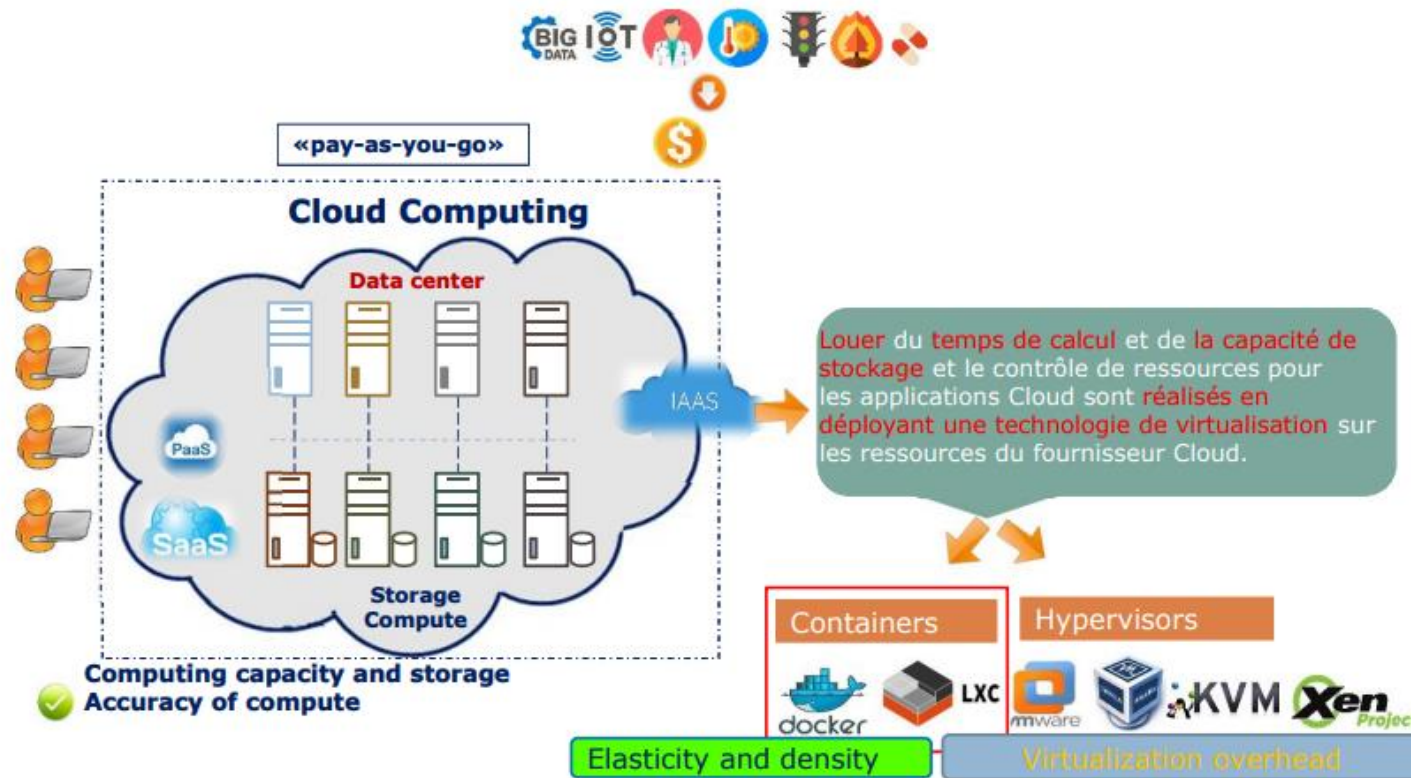 BIG DATA
IOT
«pay-as-you-go»
$
Cloud Computing
Data center
IAAS
PaaS
SaaS
Storage
Compute
Computing capacity and storage
Accuracy of compute
Louer du temps de calcul et de la capacité de
stockage et le contrôle de ressources pour
les applications Cloud sont réalisés en
déployant une technologie de virtualisation sur
les ressources du fournisseur Cloud.
Containers
Hypervisors
docker
LXC
mware
KVM
Xen
Projec
Elasticity and density
Virtualization overhead